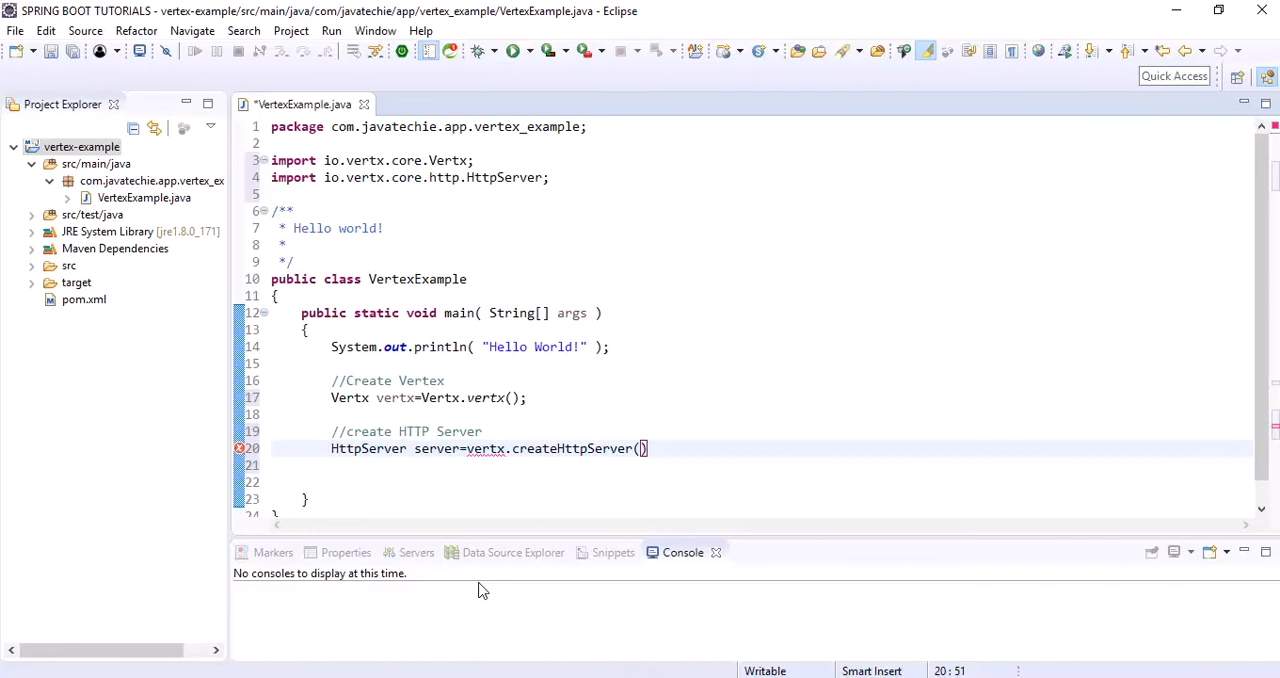 SPRING BOOT TUTORIALS - vertex-example/src/main/java/com/javatechie/app/vertex_example/VertexExample.java - Eclipse
File Edit Source Refactor Navigate Search Project Run Window Help
Quick Access
Project Explorer
vertex-example
src/main/java
com.javatechie.app.vertex_ex
VertexExample.java
src/test/java
JRE System Library [jre1.8.0_171]
Maven Dependencies
src
target
pom.xml
*VertexExample.java
1 package com.javatechie.app.vertex_example;
2
3 import io.vertx.core.Vertx;
4 import io.vertx.core.http.HttpServer;
5
6 /**
7 * Hello world!
8 *
9 */
10 public class VertexExample
11 {
12 public static void main( String[] args )
13 {
14 System.out.println( "Hello World!" );
15
16 //Create Vertex
17 Vertx vertx=Vertx.vertx();
18
19 //create HTTP Server
20 HttpServer server=vertx.createHttpServer()
21
22
23 }
24 }
Markers Properties Servers Data Source Explorer Snippets Console
No consoles to display at this time.
Writable Smart Insert 20 : 51